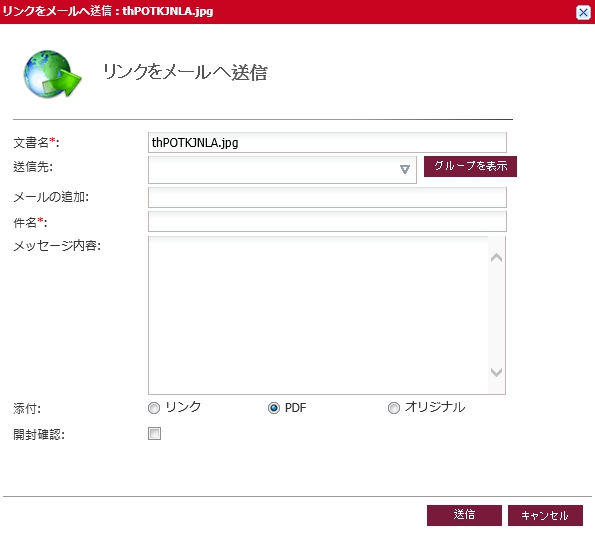 リンクをメールへ送信 : thPOTKJNLA.jpg
リンクをメールへ送信
文書名*: thPOTKJNLA.jpg
送信先: グループを表示
メールの追加:
件名*:
メッセージ内容:
添付: リンク PDF オリジナル
開封確認:
送信 キャンセル